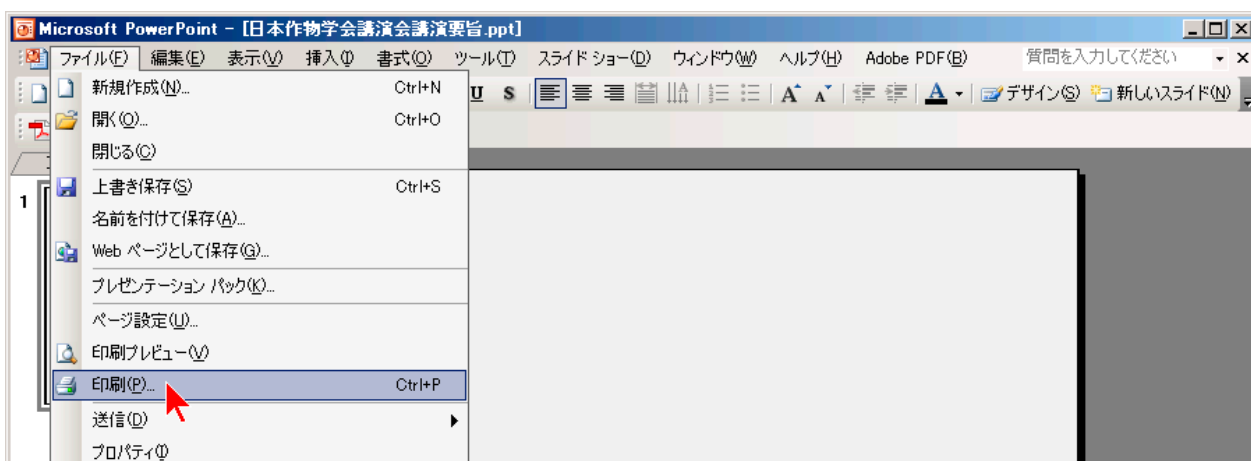 Microsoft PowerPoint - [日本作物学会講演会講演要旨.ppt]
ファイル(F) 編集(E) 表示(V) 挿入(I) 書式(O) ツール(T) スライド ショー(D) ウィンドウ(W) ヘルプ(H) Adobe PDF(B) 質問を入力してください
新規作成(N)... Ctrl+N
U S A A A デザイン(S) 新しいスライド(N)
開く(O)... Ctrl+O
閉じる(C)
1
上書き保存(S) Ctrl+S
名前を付けて保存(A)...
Web ページとして保存(G)...
プレゼンテーション パック(K)...
ページ設定(U)...
印刷プレビュー(V)
印刷(P)... Ctrl+P
送信(D)
プロパティ(I)